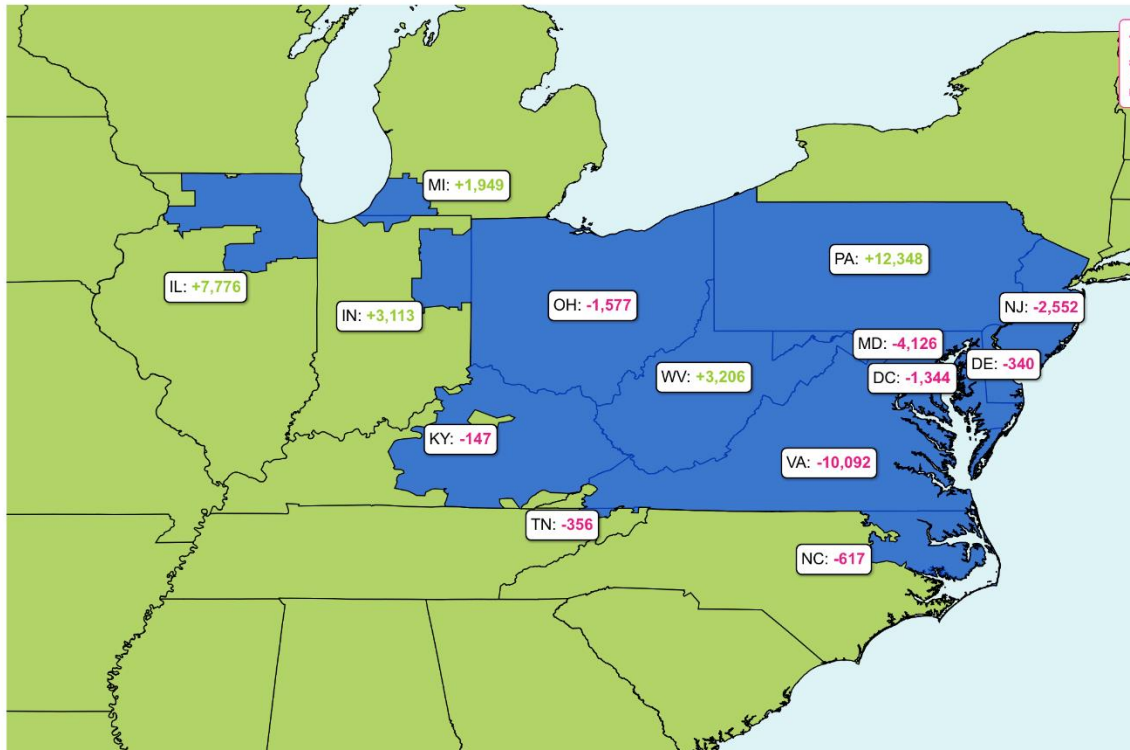 MI: +1,949
IL: +7,776
IN: +3,113
OH: -1,577
PA: +12,348
NJ: -2,552
MD: -4,126
DE: -340
WV: +3,206
DC: -1,344
KY: -147
VA: -10,092
TN: -356
NC: -617